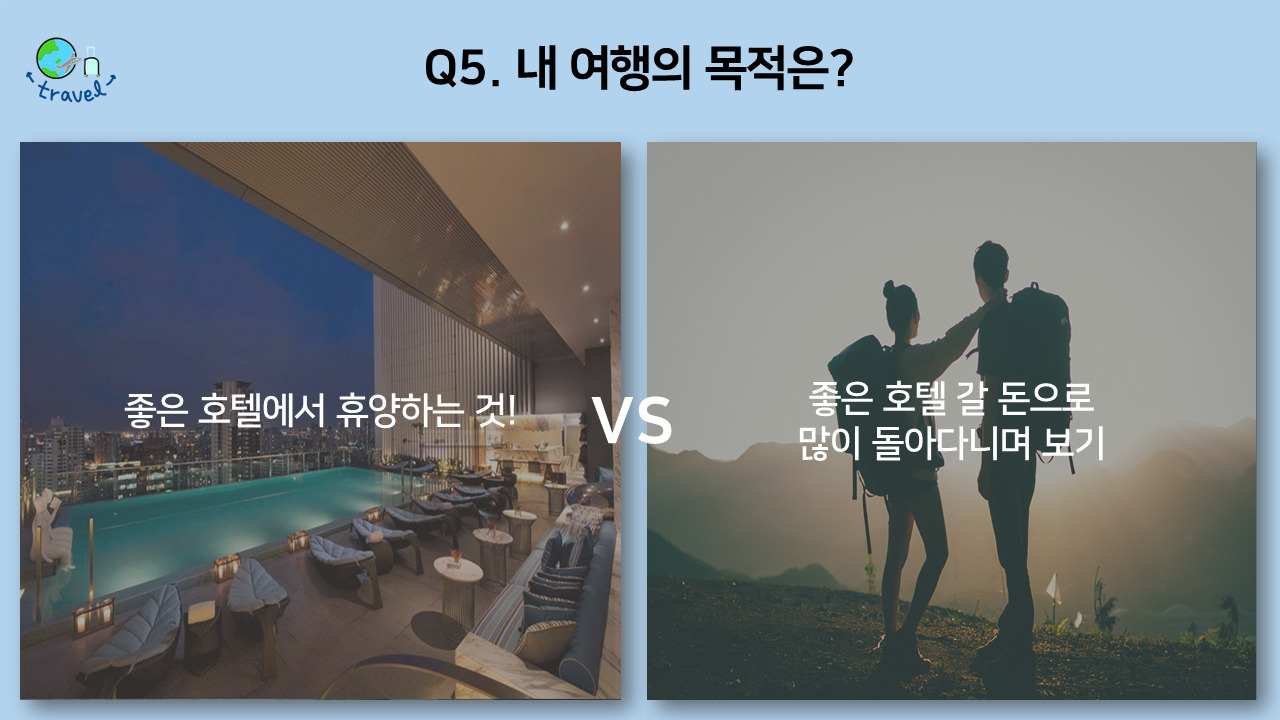 travel
Q5. 내 여행의 목적은?
좋은 호텔에서 휴양하는 것!
VS
좋은 호텔 갈 돈으로
많이 돌아다니며 보기